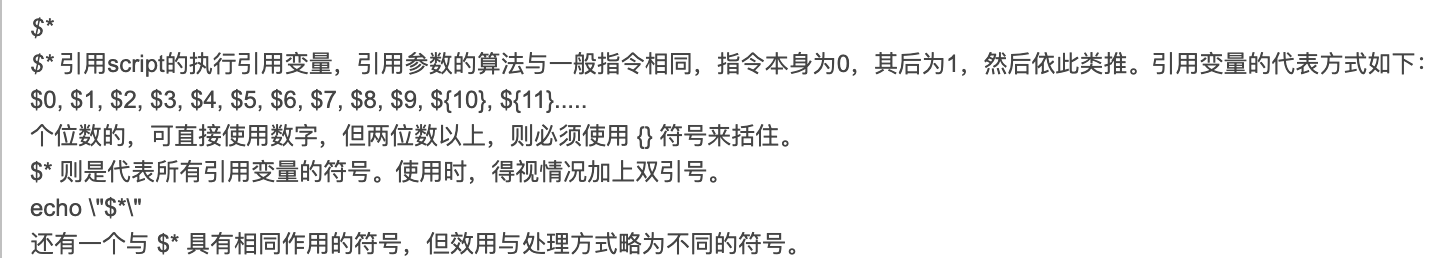 $*
$* 引用script的执行引用变量，引用参数的算法与一般指令相同，指令本身为0，其后为1，然后依此类推。引用变量的代表方式如下：
$0, $1, $2, $3, $4, $5, $6, $7, $8, $9, ${10}, ${11}.....
个位数的，可直接使用数字，但两位数以上，则必须使用 {} 符号来括住。
$* 则是代表所有引用变量的符号。使用时，得视情况加上双引号。
echo \"$*\"
还有一个与 $* 具有相同作用的符号，但效用与处理方式略为不同的符号。